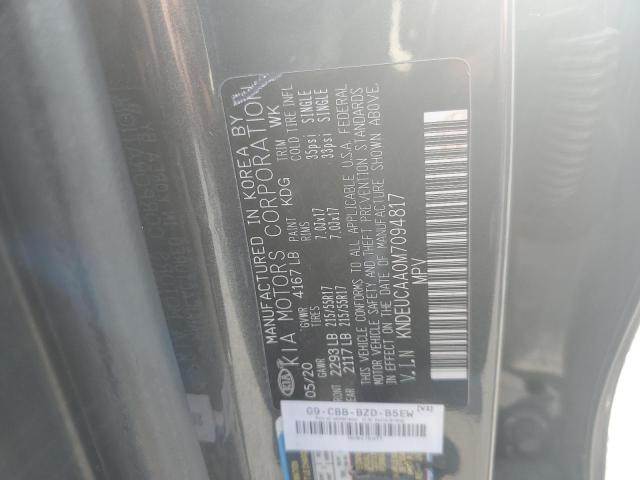 MANUFACTURED IN KOREA BY
KIA MOTORS CORPORATION
05/20 GVWR 4167 LB PAINT KDG TRIM WK
GAWR TIRES RIMS COLD TIRE INFL
FRONT 2293 LB 215/55R17 7.0Jx17 35psi SINGLE
REAR 2117 LB 215/55R17 7.0Jx17 33psi SINGLE
THIS VEHICLE CONFORMS TO ALL APPLICABLE U.S.A. FEDERAL
MOTOR VEHICLE SAFETY AND THEFT PREVENTION STANDARDS
IN EFFECT ON THE DATE OF MANUFACTURE SHOWN ABOVE.
V.I.N KNDEUCAA0M7094817
MPV
G9-CBB-BZD-B5EW [V1]